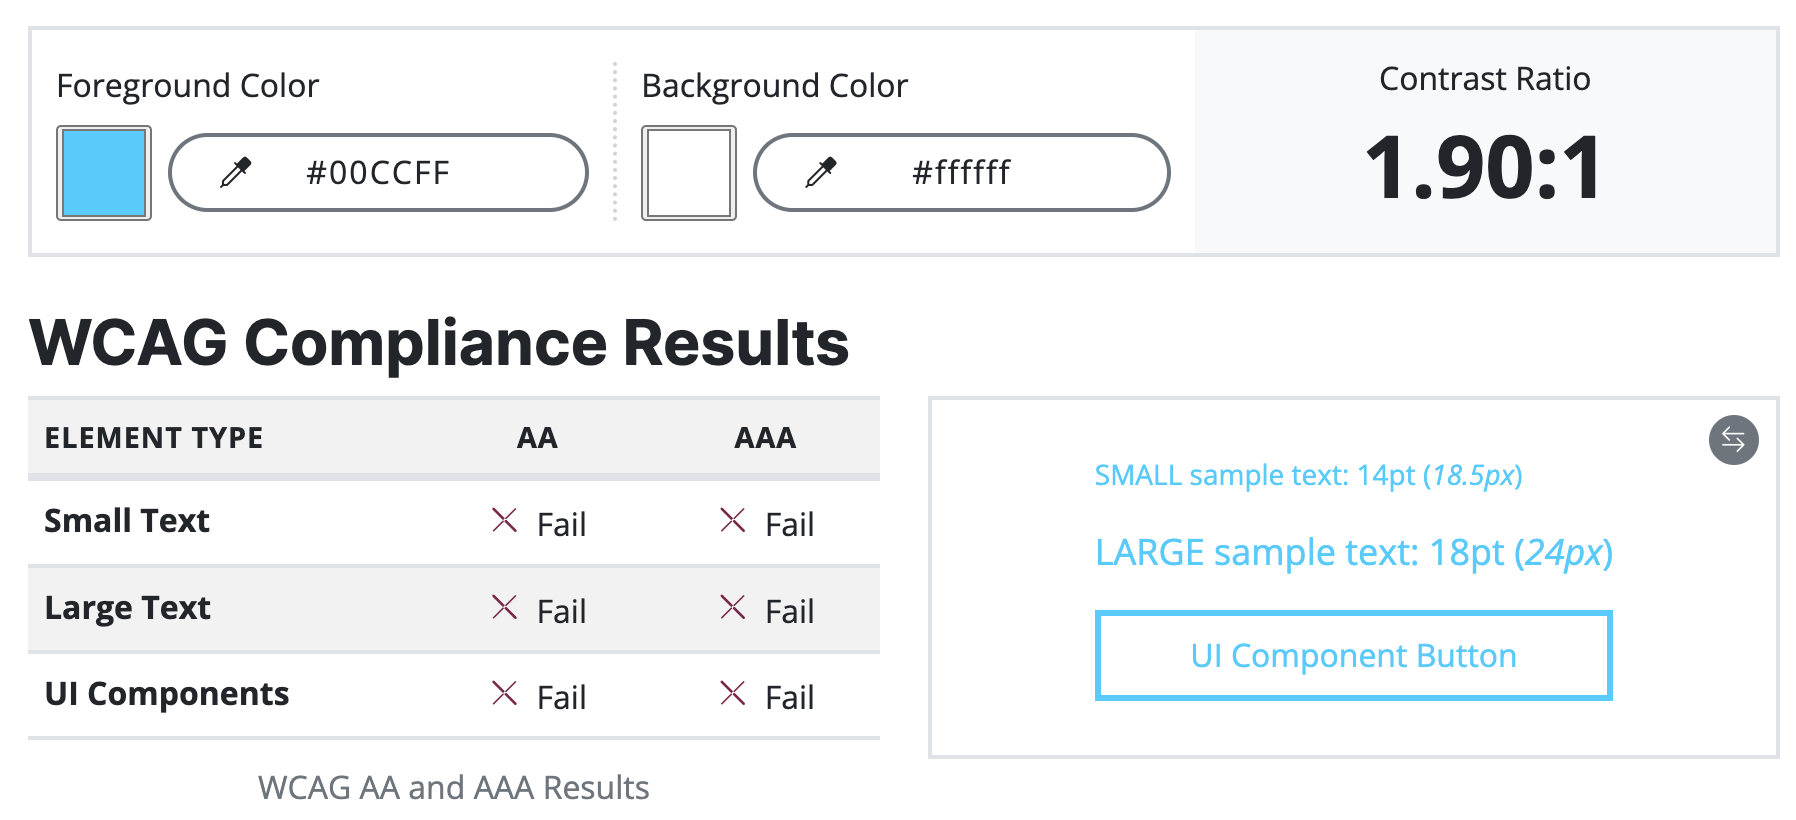 Foreground Color
#00CCFF
Background Color
#ffffff
Contrast Ratio
1.90:1
WCAG Compliance Results
ELEMENT TYPE AA AAA
Small Text Fail Fail
Large Text Fail Fail
UI Components Fail Fail
WCAG AA and AAA Results
SMALL sample text: 14pt (18.5px)
LARGE sample text: 18pt (24px)
UI Component Button